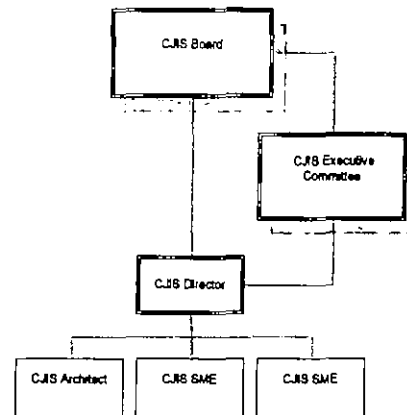 CJIS Board
CJIS Executive
Committee
CJIS Director
CJIS Architect
CJIS SME
CJIS SME